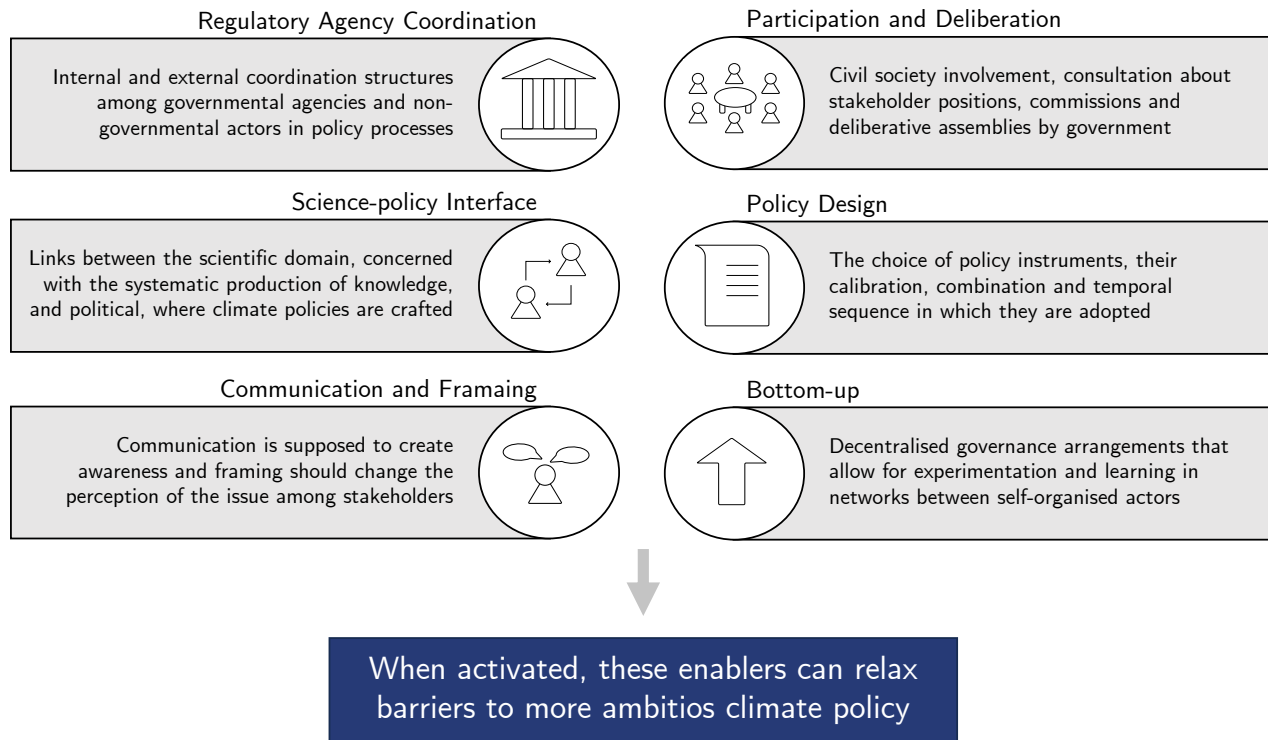 Regulatory Agency Coordination
Internal and external coordination structures
among governmental agencies and non-
governmental actors in policy processes
Participation and Deliberation
Civil society involvement, consultation about
stakeholder positions, commissions and
deliberative assemblies by government
Science-policy Interface
Links between the scientific domain, concerned
with the systematic production of knowledge,
and political, where climate policies are crafted
Policy Design
The choice of policy instruments, their
calibration, combination and temporal
sequence in which they are adopted
Communication and Framaing
Communication is supposed to create
awareness and framing should change the
perception of the issue among stakeholders
Bottom-up
Decentralised governance arrangements that
allow for experimentation and learning in
networks between self-organised actors
When activated, these enablers can relax
barriers to more ambitios climate policy